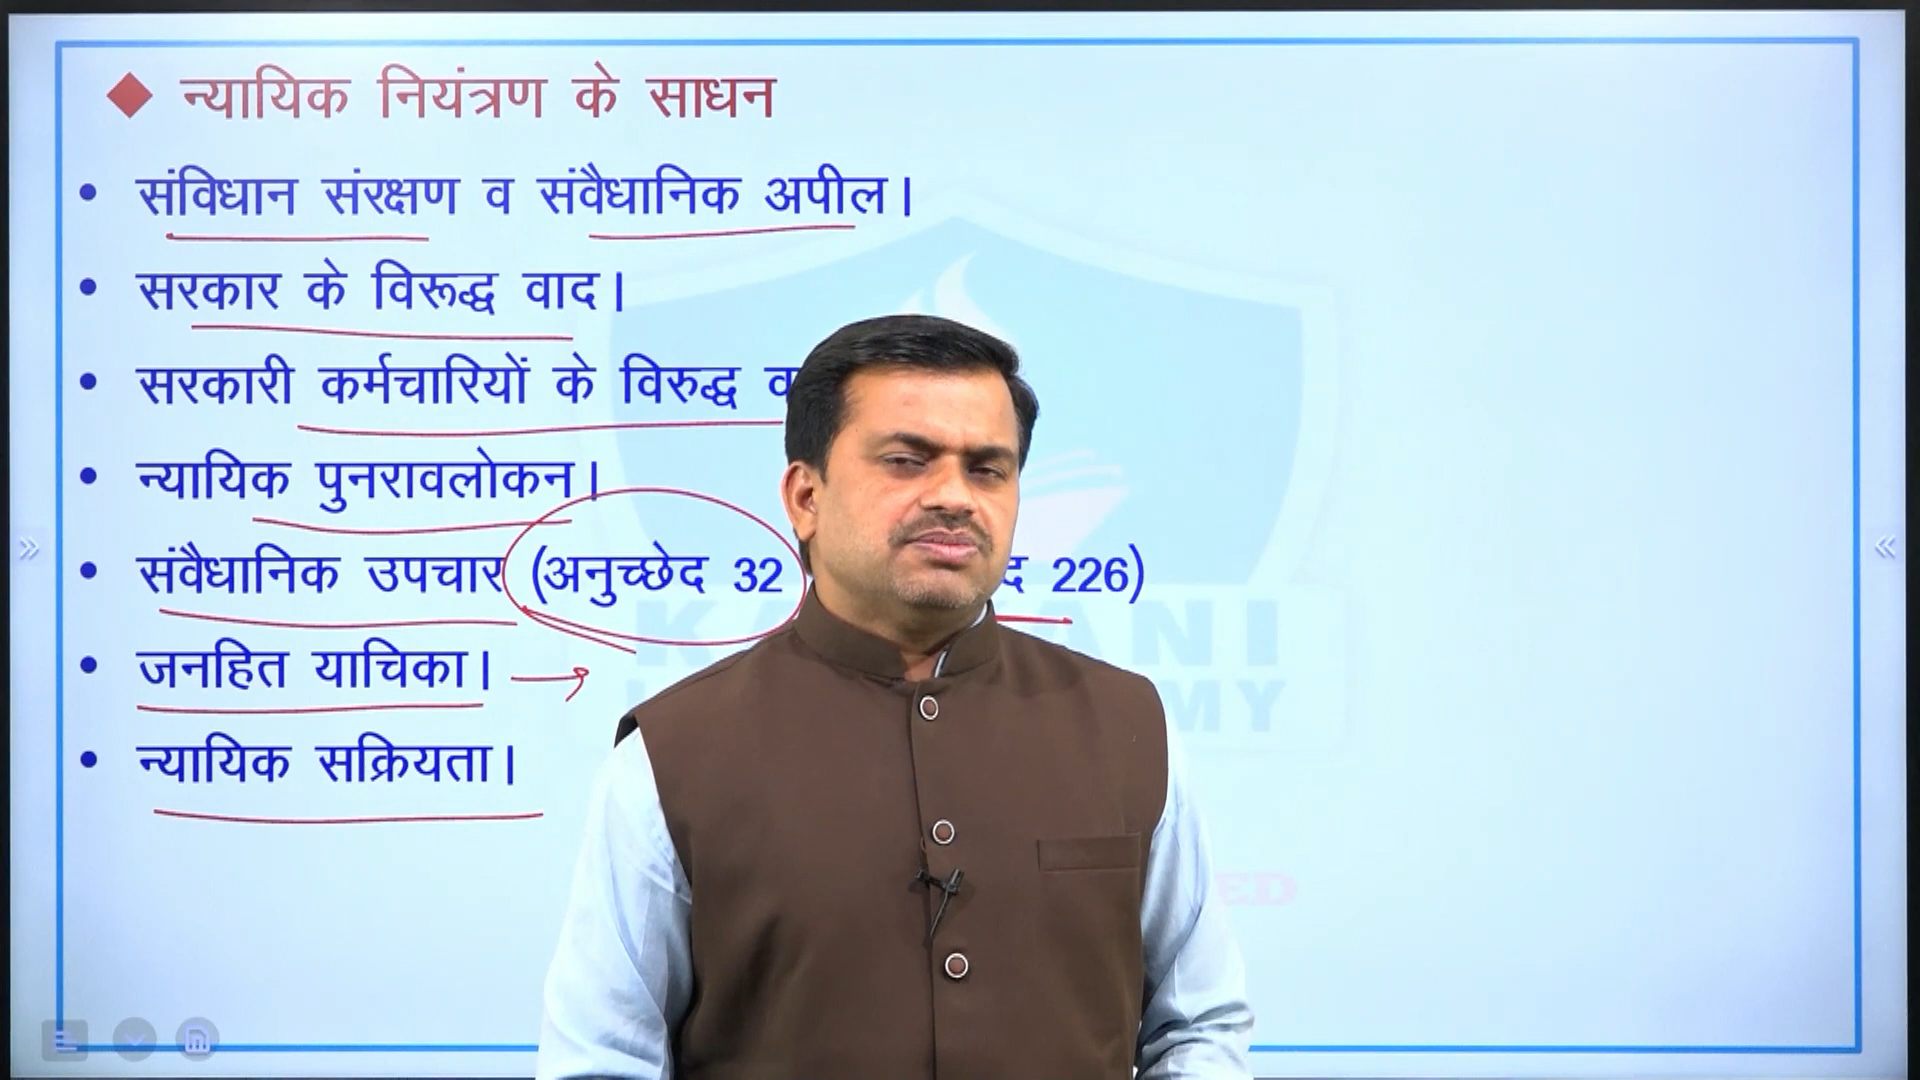 न्यायिक नियंत्रण के साधन
संविधान संरक्षण व संवैधानिक अपील।
सरकार के विरूद्ध वाद।
सरकारी कर्मचारियों के विरुद्ध
न्यायिक पुनरावलोकन।
संवैधानिक उपचार (अनुच्छेद 32 226)
जनहित याचिका।
न्यायिक सक्रियता।